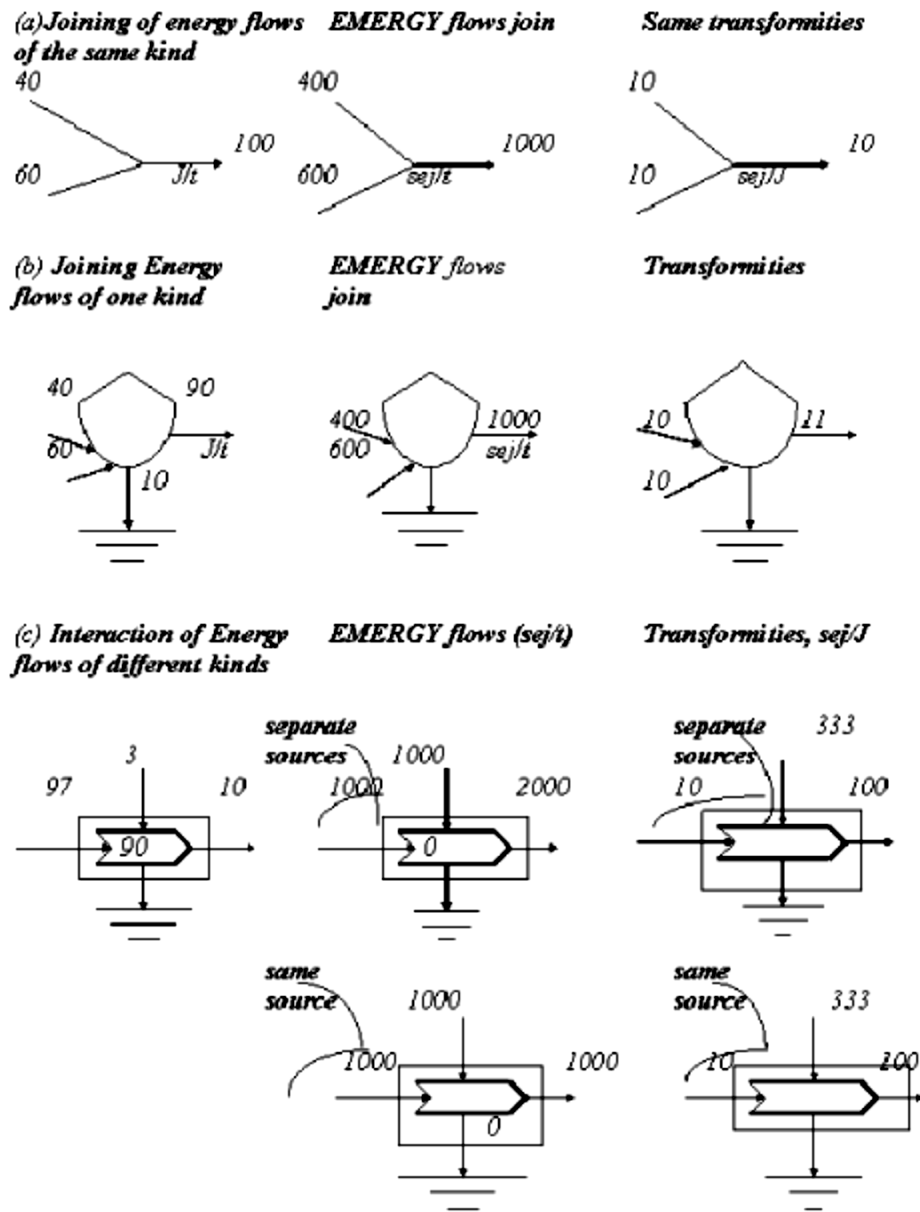 (a)Joining of energy flows of the same kind
EMERGY flows join
Same transformities
40
60
J/t
100
400
600
sej/t
1000
10
10
sej/J
10
(b) Joining Energy flows of one kind
EMERGY flows join
Transformities
40
60
90
J/t
10
400
600
1000
sej/t
10
10
11
(c) Interaction of Energy flows of different kinds
EMERGY flows (sej/t)
Transformities, sej/J
97
3
10
90
separate sources
1000
1000
2000
0
separate sources
10
333
100
same source
1000
1000
1000
0
same source
10
333
100